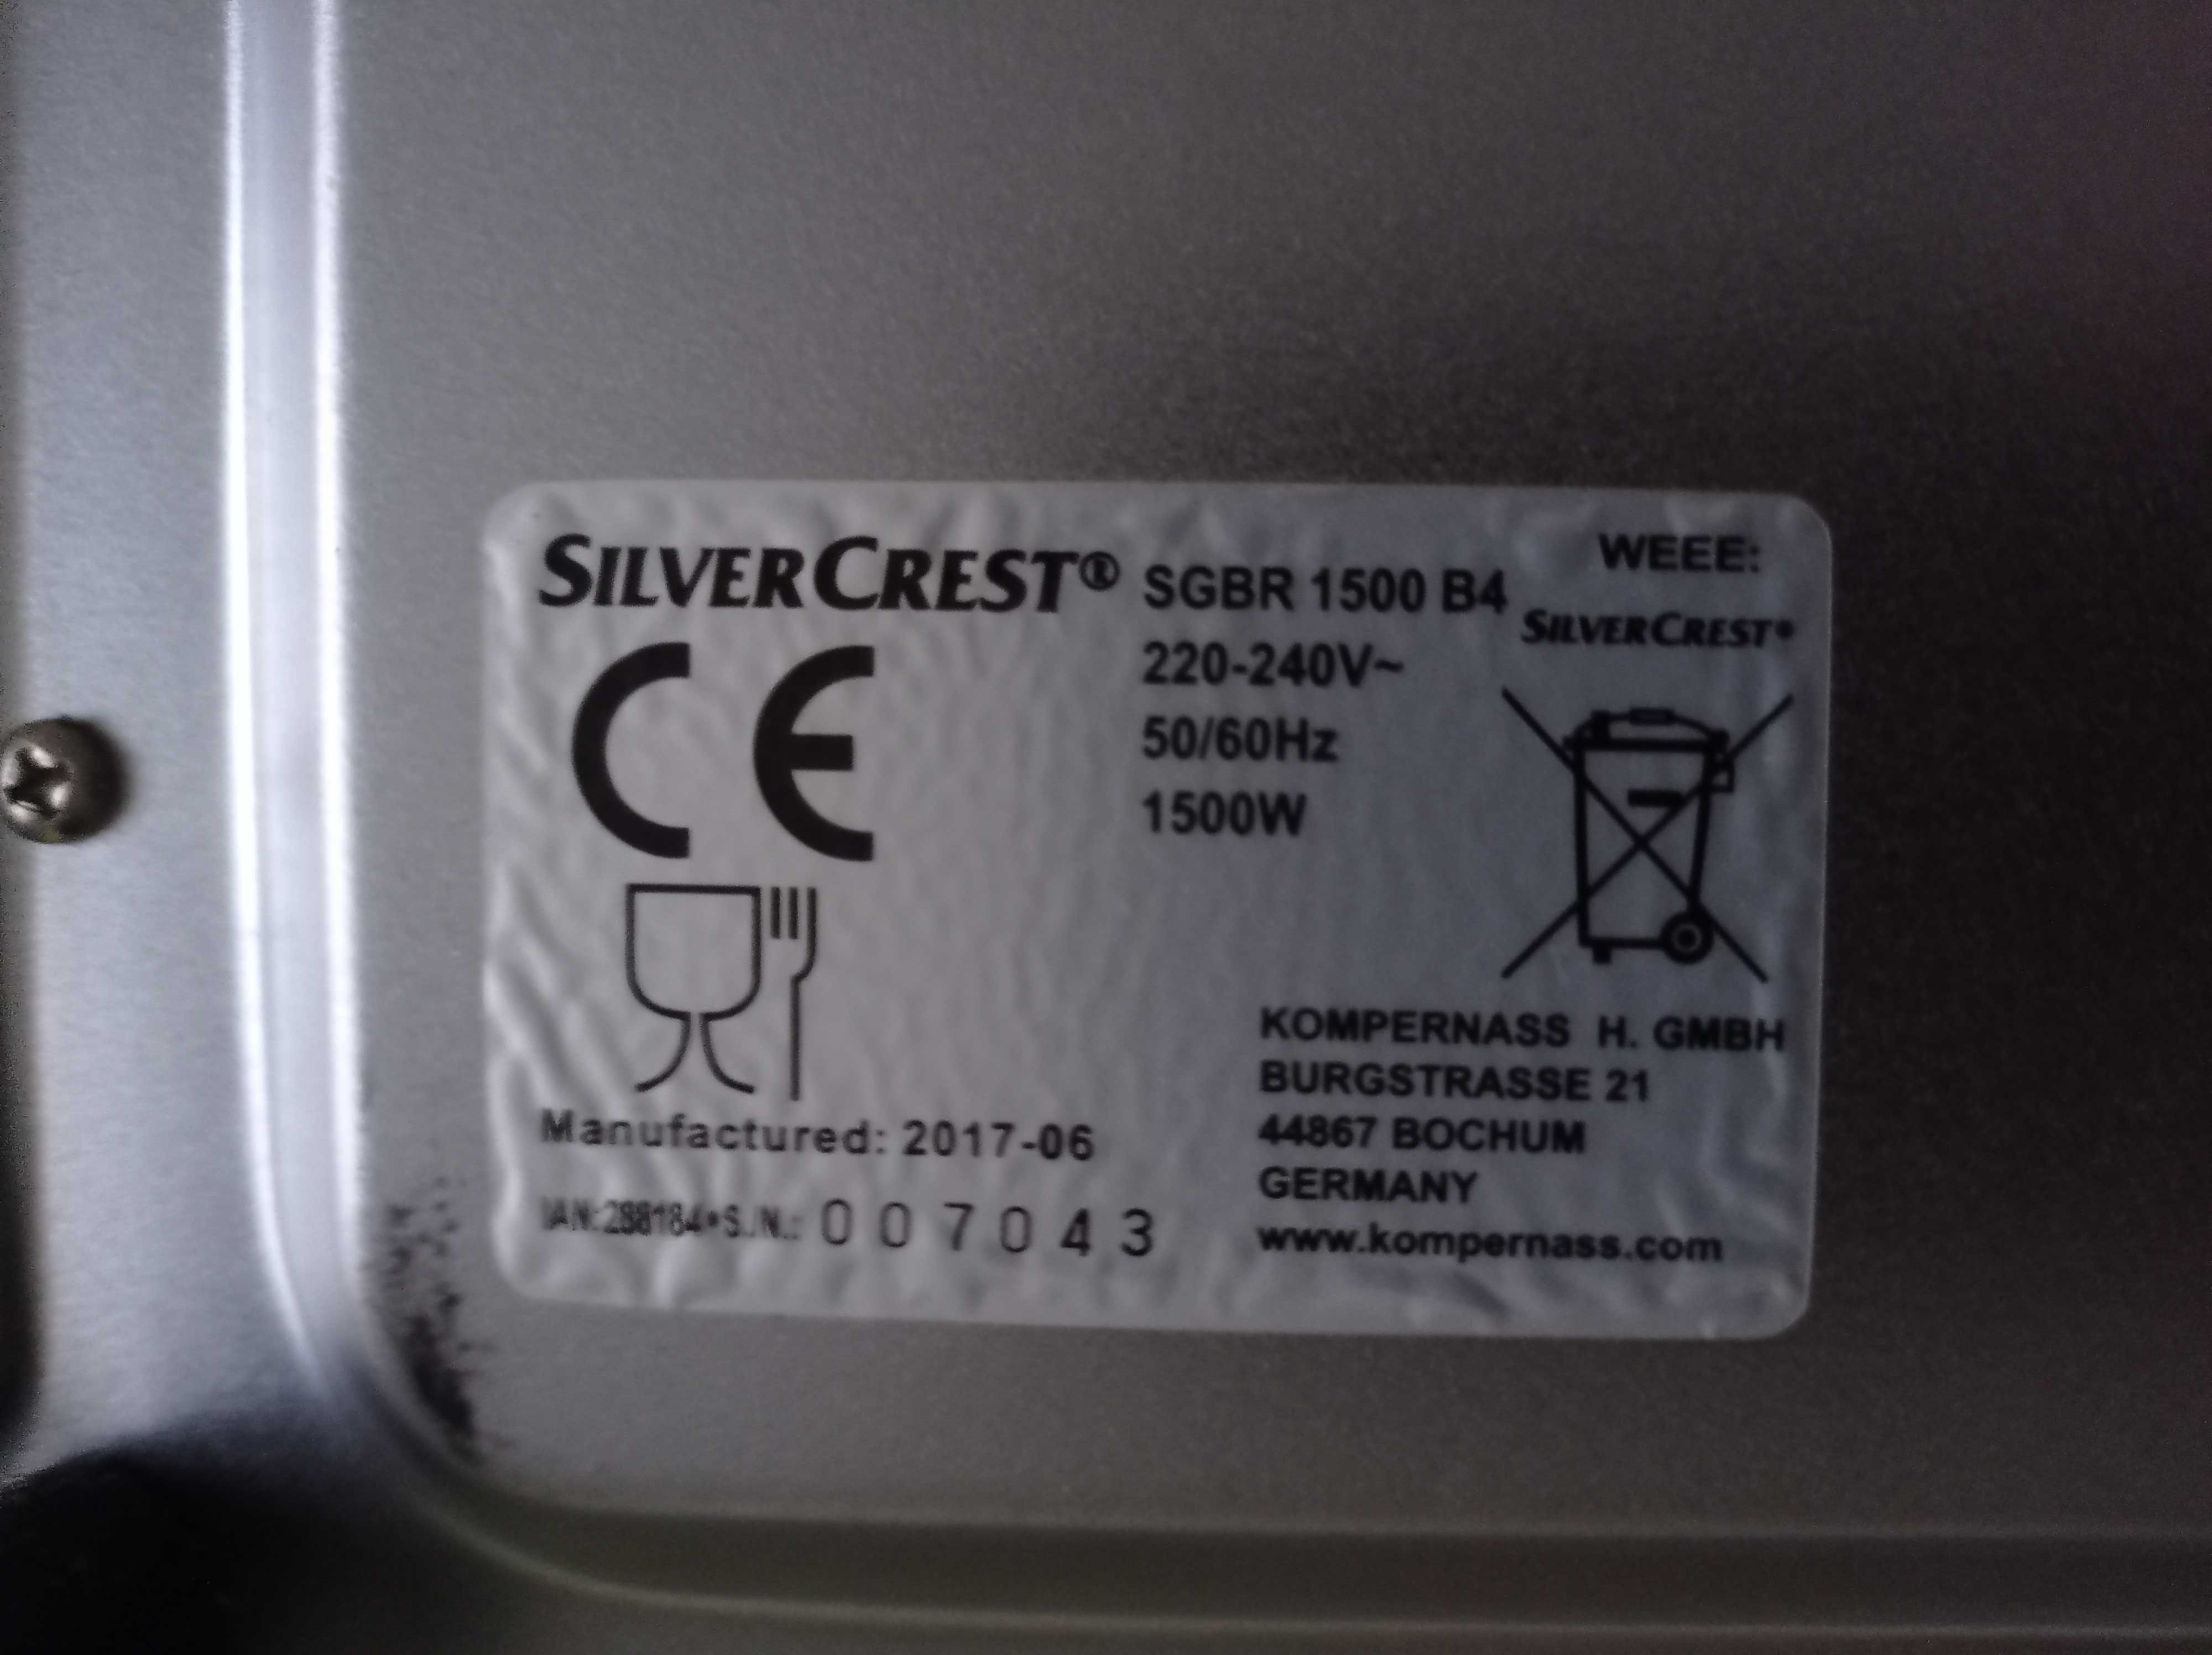 SILVERCREST® SGBR 1500 B4
220-240V~
50/60Hz
1500W
CE
WEEE:
SILVERCREST®
Manufactured: 2017-06
IAN:288184•S.N.: 007043
KOMPERNASS H. GMBH
BURGSTRASSE 21
44867 BOCHUM
GERMANY
www.kompernass.com